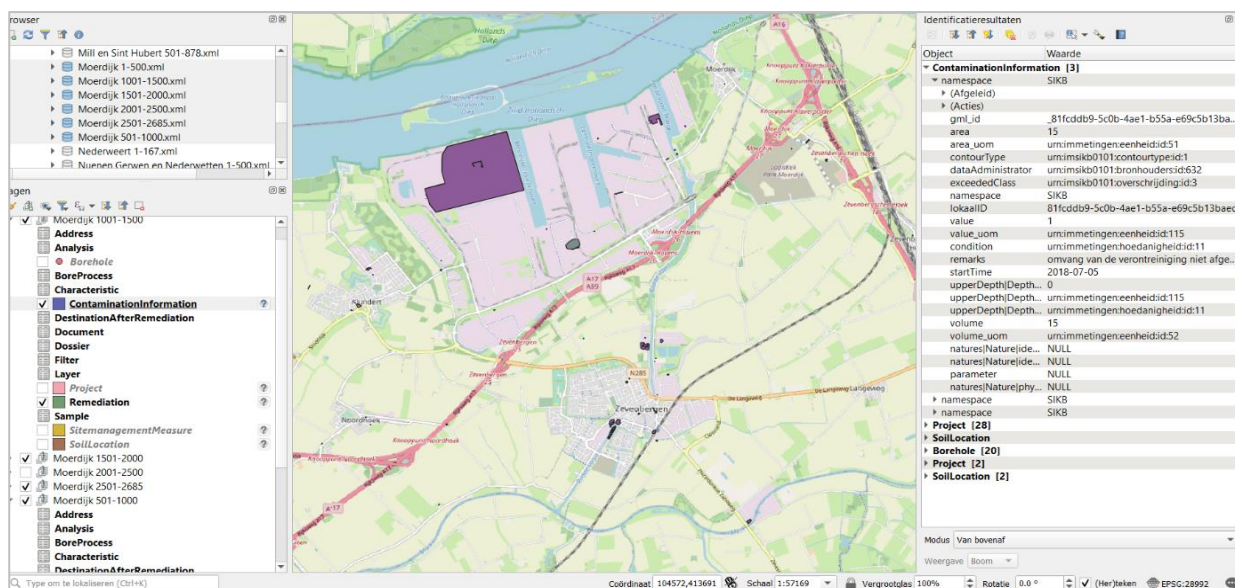 rowser
Mill en Sint Hubert 501-878.xml
Moerdijk 1-500.xml
Moerdijk 1001-1500.xml
Moerdijk 1501-2000.xml
Moerdijk 2001-2500.xml
Moerdijk 2501-2685.xml
Moerdijk 501-1000.xml
Nederweert 1-167.xml
Nuenen Gerwen en Nederwetten 1-500.xml
agen
Moerdijk 1001-1500
Address
Analysis
Borehole
BoreProcess
Characteristic
ContaminationInformation ?
DestinationAfterRemediation
Document
Dossier
Filter
Layer
Project ?
Remediation ?
Sample
SitemanagementMeasure ?
SoilLocation ?
Moerdijk 1501-2000
Moerdijk 2001-2500
Moerdijk 2501-2685
Moerdijk 501-1000
Address
Analysis
BoreProcess
Characteristic
DestinationAfterRemediation
Hollands
Diep
A16
Moerdijk
A17
A59
Klundert
Zevenbergen
N285
Zevenbergen
De Langeweg
Langeweg
Noordhoek
Knooppunt Noordhoek
A17
Identificatieresultaten
Object Waarde
ContaminationInformation [3]
namespace SIKB
(Afgeleid)
(Acties)
gml_id _81fcddb9-5c0b-4ae1-b55a-e69c5b13ba...
area 15
area_uom urn:immetingen:eenheid:id:51
contourType urn:imsikb0101:contourtype:id:1
dataAdministrator urn:imsikb0101:bronhouders:id:632
exceededClass urn:imsikb0101:overschrijding:id:3
namespace SIKB
lokaalID 81fcddb9-5c0b-4ae1-b55a-e69c5b13baec
value 1
value_uom urn:immetingen:eenheid:id:115
condition urn:immetingen:hoedanigheid:id:11
remarks omvang van de verontreiniging niet afge...
startTime 2018-07-05
upperDepth|Depth... 0
upperDepth|Depth... urn:immetingen:eenheid:id:115
upperDepth|Depth... urn:immetingen:hoedanigheid:id:11
volume 15
volume_uom urn:immetingen:eenheid:id:52
natures|Nature|ide... NULL
natures|Nature|ide... NULL
parameter NULL
natures|Nature|phy... NULL
namespace SIKB
namespace SIKB
Project [28]
SoilLocation
Borehole [20]
Project [2]
SoilLocation [2]
Modus Van bovenaf
Weergave Boom
Type om te lokaliseren (Ctrl+K)
Coördinaat 104572,413691 Schaal 1:57169 Vergrootglas 100% Rotatie 0.0 ° (Her)teken EPSG:28992